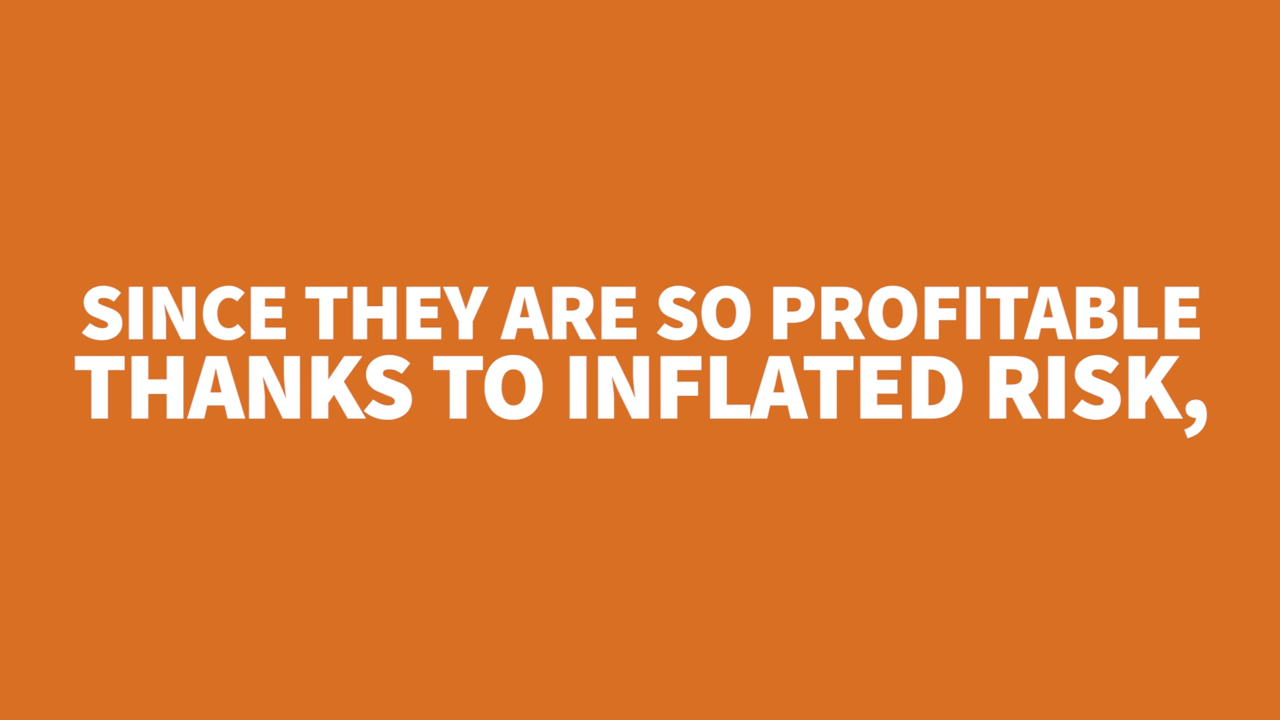 SINCE THEY ARE SO PROFITABLE
THANKS TO INFLATED RISK,